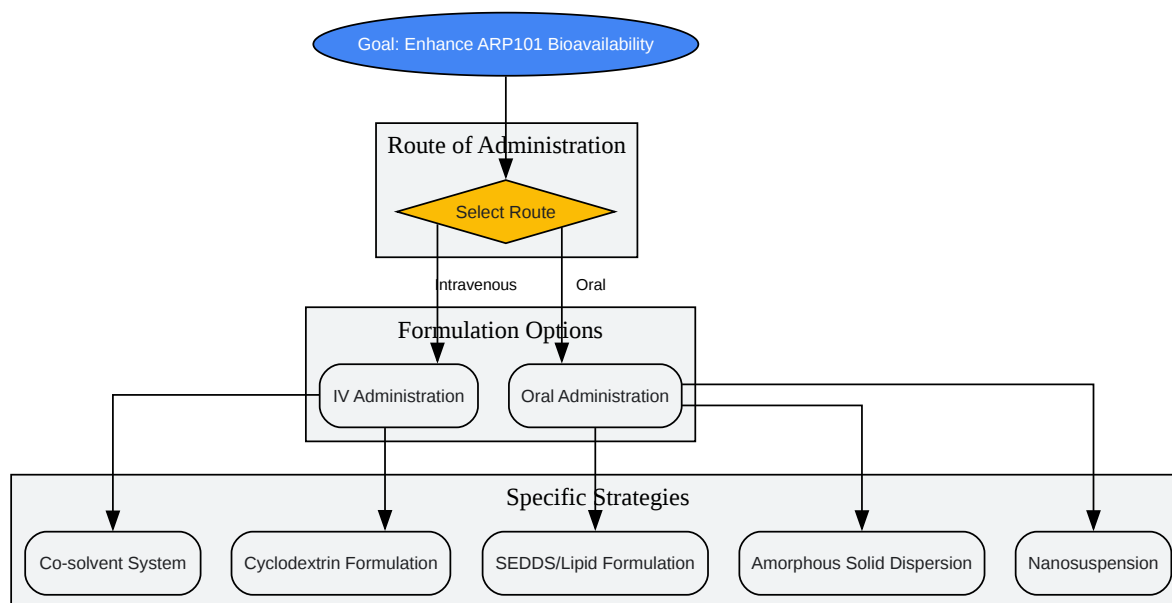 Goal: Enhance ARP101 Bioavailability
Route of Administration
Select Route
Intravenous
Oral
Formulation Options
IV Administration
Oral Administration
Specific Strategies
Co-solvent System
Cyclodextrin Formulation
SEDDS/Lipid Formulation
Amorphous Solid Dispersion
Nanosuspension